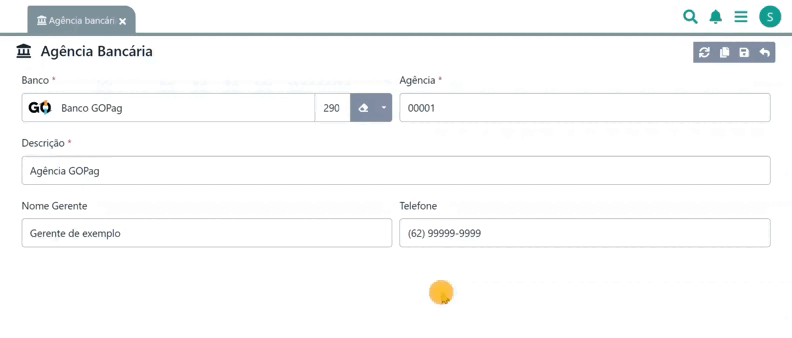 Agência bancári
S
Agência Bancária
Banco * Agência *
GO Banco GOPag 290 00001
Descrição *
Agência GOPag
Nome Gerente Telefone
Gerente de exemplo (62) 99999-9999